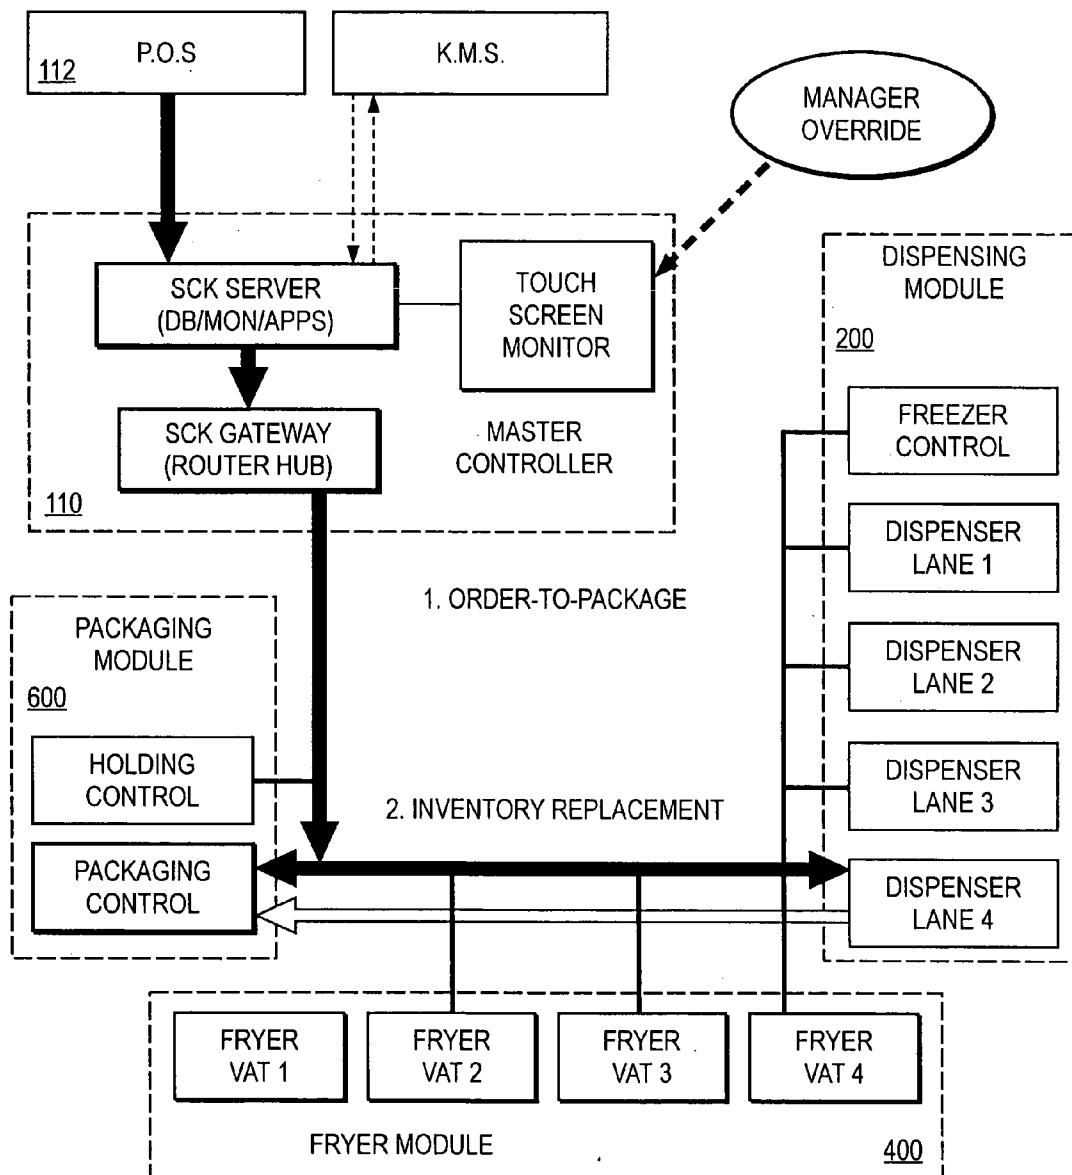 P.O.S
112
K.M.S.
MANAGER
OVERRIDE
SCK SERVER
(DB/MON/APPS)
TOUCH
SCREEN
MONITOR
SCK GATEWAY
(ROUTER HUB)
MASTER
CONTROLLER
110
DISPENSING
MODULE
200
FREEZER
CONTROL
DISPENSER
LANE 1
DISPENSER
LANE 2
DISPENSER
LANE 3
DISPENSER
LANE 4
1. ORDER-TO-PACKAGE
PACKAGING
MODULE
600
HOLDING
CONTROL
PACKAGING
CONTROL
2. INVENTORY REPLACEMENT
FRYER
VAT 1
FRYER
VAT 2
FRYER
VAT 3
FRYER
VAT 4
FRYER MODULE
400